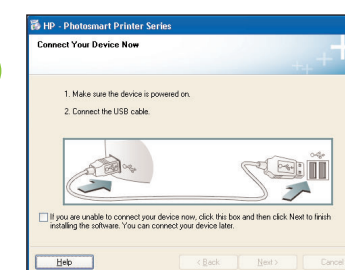 HP - Photosmart Printer Series
Connect Your Device Now
1. Make sure the device is powered on.
2. Connect the USB cable.
If you are unable to connect your device now, click this box and then click Next to finish
installing the software. You can connect your device later.
Help
< Back
Next >
Cancel